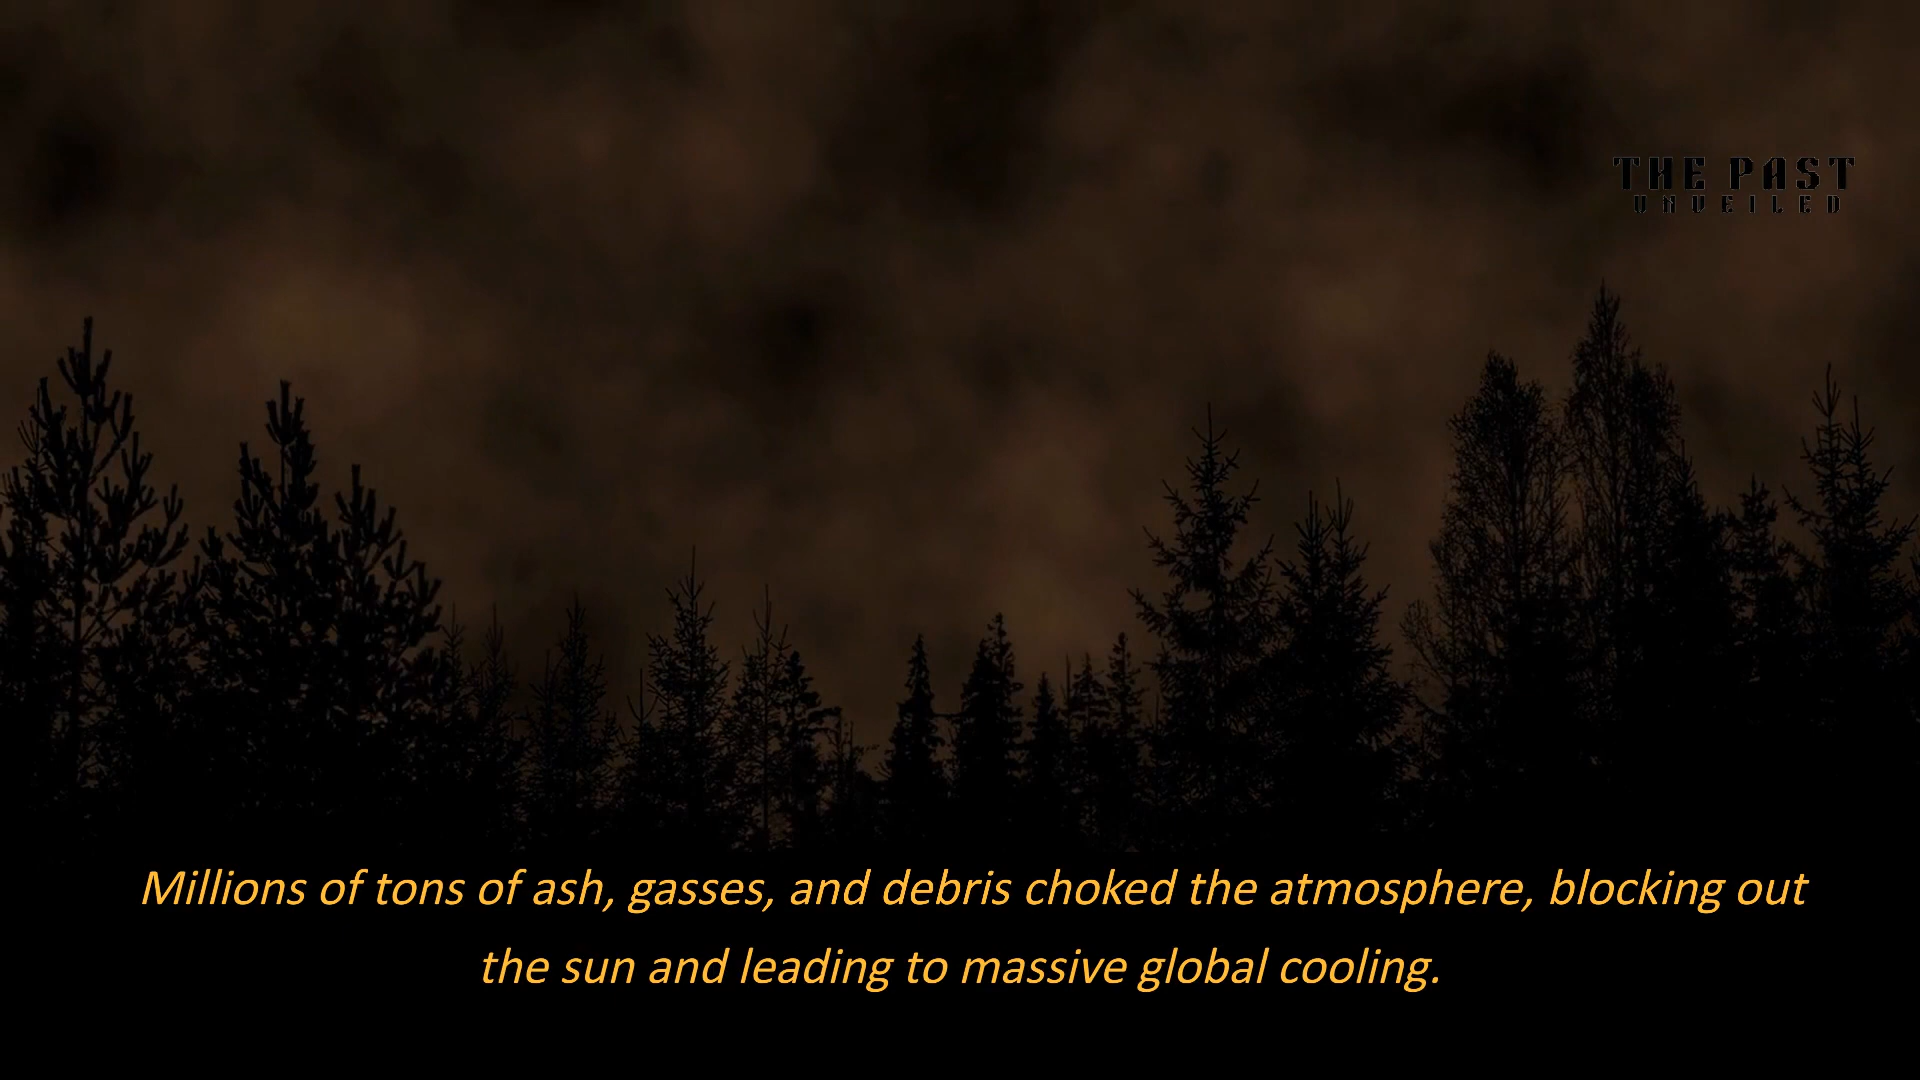 THE PAST
UNVEILED
Millions of tons of ash, gasses, and debris choked the atmosphere, blocking out
the sun and leading to massive global cooling.